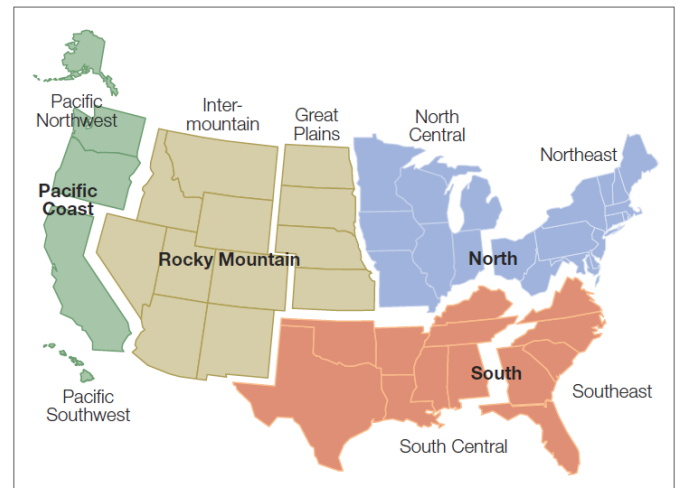 Pacific
Northwest
Inter-
mountain
Great
Plains
North
Central
Northeast
Pacific
Coast
Rocky Mountain
North
South
Pacific
Southwest
Southeast
South Central